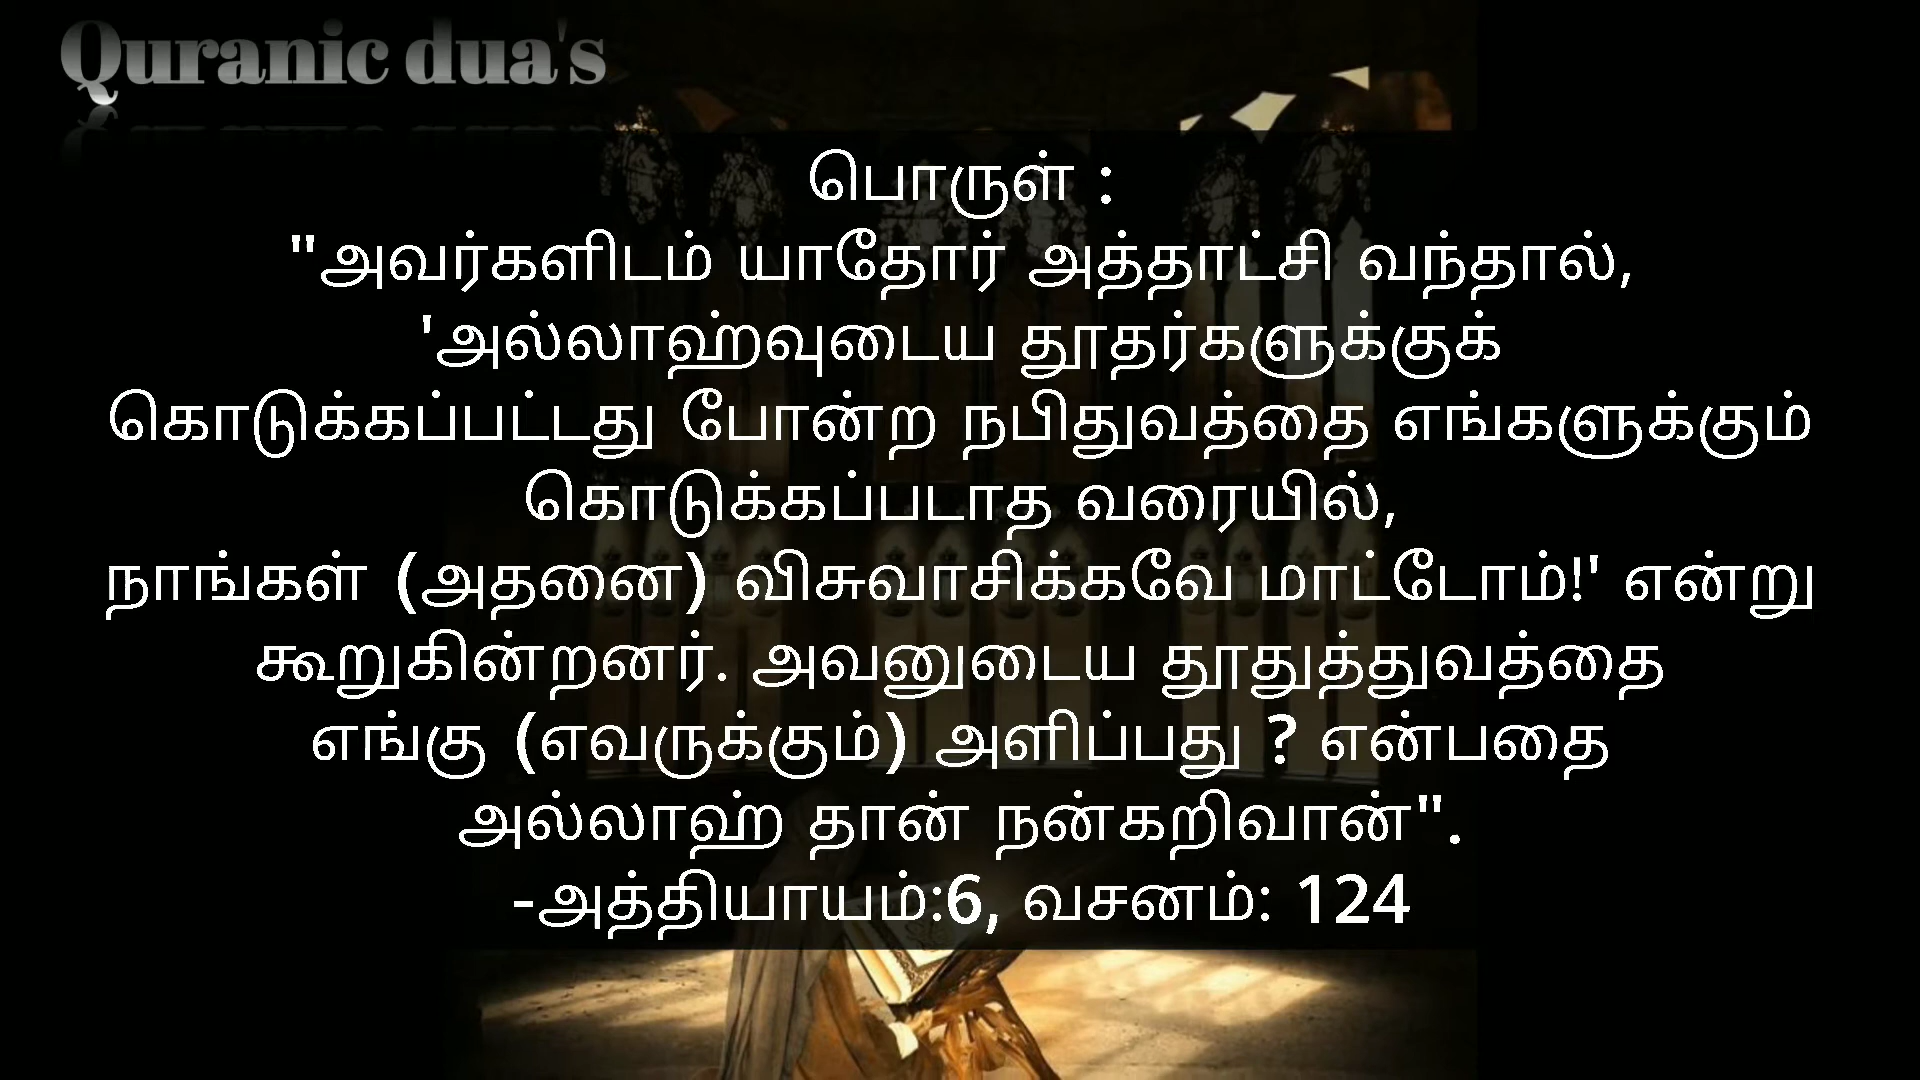 Quranic dua's
பொருள் :
"அவர்களிடம் யாதோர் அத்தாட்சி வந்தால்,
'அல்லாஹ்வுடைய தூதர்களுக்குக்
கொடுக்கப்பட்டது போன்ற நபிதுவத்தை எங்களுக்கும்
கொடுக்கப்படாத வரையில்,
நாங்கள் (அதனை) விசுவாசிக்கவே மாட்டோம்!' என்று
கூறுகின்றனர். அவனுடைய தூதுத்துவத்தை
எங்கு (எவருக்கும்) அளிப்பது ? என்பதை
அல்லாஹ் தான் நன்கறிவான்".
-அத்தியாயம்:6, வசனம்: 124